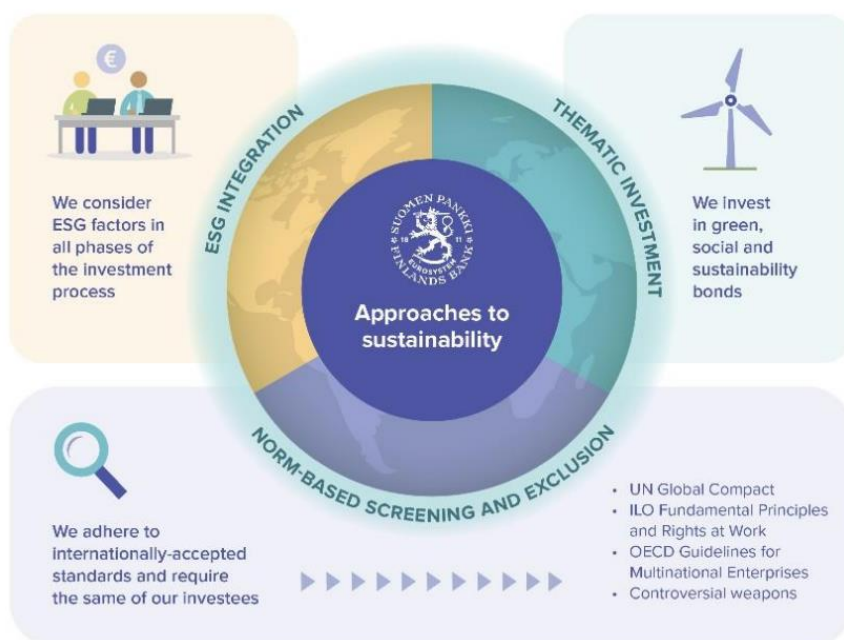 €
We consider
ESG factors in
all phases of
the investment
process
ESG INTEGRATION
THEMATIC INVESTMENT
We invest
in green,
social and
sustainability
bonds
SUOMEN PANKKI
1811
EUROSYSTEM
FINLANDS BANK
Approaches to
sustainability
NORM-BASED SCREENING AND EXCLUSION
We adhere to
internationally-accepted
standards and require
the same of our investees
• UN Global Compact
• ILO Fundamental Principles
and Rights at Work
• OECD Guidelines for
Multinational Enterprises
• Controversial weapons